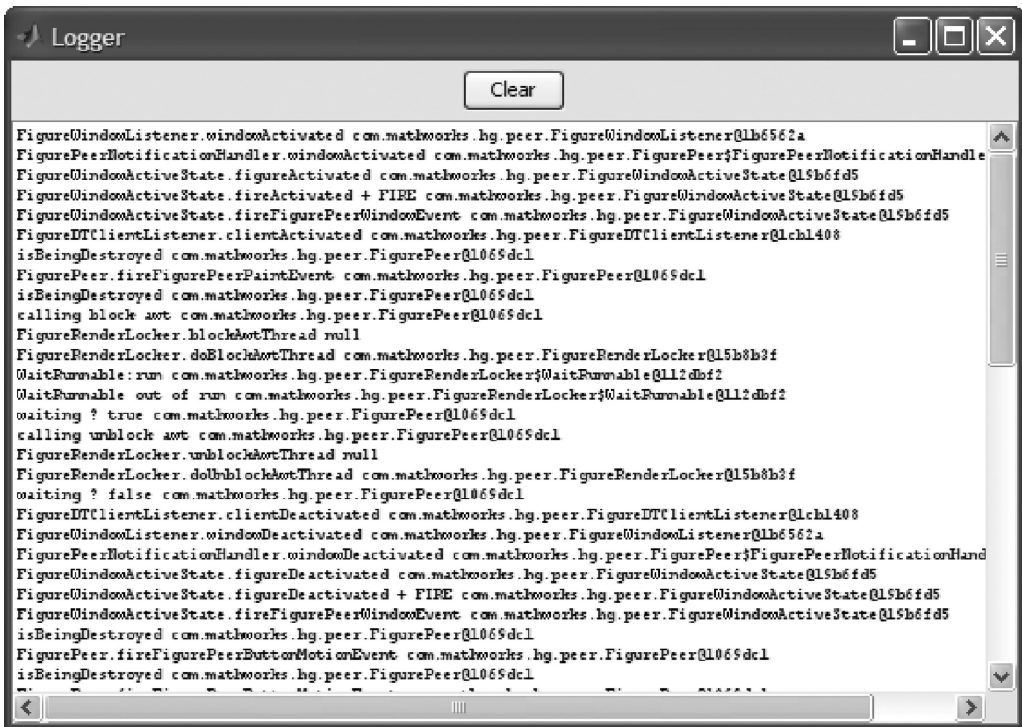 Logger
Clear
FigureWindowListener.windowActivated com.mathworks.hg.peer.FigureWindowListener@1b6562a
FigurePeerNotificationHandler.windowActivated com.mathworks.hg.peer.FigurePeer$FigurePeerNotificationHandle
FigureWindowActiveState.figureActivated com.mathworks.hg.peer.FigureWindowActiveState@19b6fd5
FigureWindowActiveState.fireActivated + FIRE com.mathworks.hg.peer.FigureWindowActiveState@19b6fd5
FigureWindowActiveState.fireFigurePeerWindowEvent com.mathworks.hg.peer.FigureWindowActiveState@19b6fd5
FigureDTClientListener.clientActivated com.mathworks.hg.peer.FigureDTClientListener@1cb1408
isBeingDestroyed com.mathworks.hg.peer.FigurePeer@1069dc1
FigurePeer.fireFigurePeerPaintEvent com.mathworks.hg.peer.FigurePeer@1069dc1
isBeingDestroyed com.mathworks.hg.peer.FigurePeer@1069dc1
calling block awt com.mathworks.hg.peer.FigurePeer@1069dc1
FigureRenderLocker.blockAwtThread null
FigureRenderLocker.doBlockAwtThread com.mathworks.hg.peer.FigureRenderLocker@15b8b3f
WaitRunnable:run com.mathworks.hg.peer.FigureRenderLocker$WaitRunnable@112dbf2
WaitRunnable out of run com.mathworks.hg.peer.FigureRenderLocker$WaitRunnable@112dbf2
waiting ? true com.mathworks.hg.peer.FigurePeer@1069dc1
calling unblock awt com.mathworks.hg.peer.FigurePeer@1069dc1
FigureRenderLocker.unblockAwtThread null
FigureRenderLocker.doUnblockAwtThread com.mathworks.hg.peer.FigureRenderLocker@15b8b3f
waiting ? false com.mathworks.hg.peer.FigurePeer@1069dc1
FigureDTClientListener.clientDeactivated com.mathworks.hg.peer.FigureDTClientListener@1cb1408
FigureWindowListener.windowDeactivated com.mathworks.hg.peer.FigureWindowListener@1b6562a
FigurePeerNotificationHandler.windowDeactivated com.mathworks.hg.peer.FigurePeer$FigurePeerNotificationHand
FigureWindowActiveState.figureDeactivated com.mathworks.hg.peer.FigureWindowActiveState@19b6fd5
FigureWindowActiveState.figureDeactivated + FIRE com.mathworks.hg.peer.FigureWindowActiveState@19b6fd5
FigureWindowActiveState.fireFigurePeerWindowEvent com.mathworks.hg.peer.FigureWindowActiveState@19b6fd5
isBeingDestroyed com.mathworks.hg.peer.FigurePeer@1069dc1
FigurePeer.fireFigurePeerButtonMotionEvent com.mathworks.hg.peer.FigurePeer@1069dc1
isBeingDestroyed com.mathworks.hg.peer.FigurePeer@1069dc1